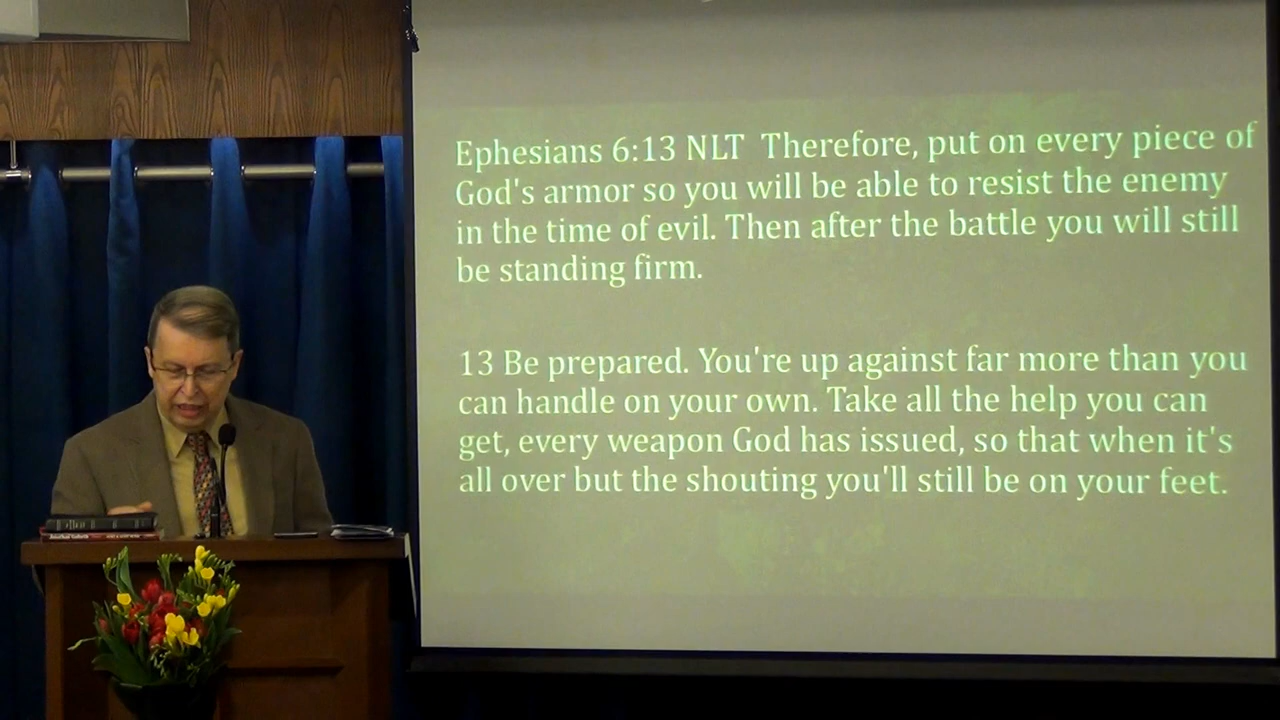 Ephesians 6:13 NLT  Therefore, put on every piece of
God's armor so you will be able to resist the enemy
in the time of evil. Then after the battle you will still
be standing firm.
13 Be prepared. You're up against far more than you
can handle on your own. Take all the help you can
get, every weapon God has issued, so that when it's
all over but the shouting you'll still be on your feet.